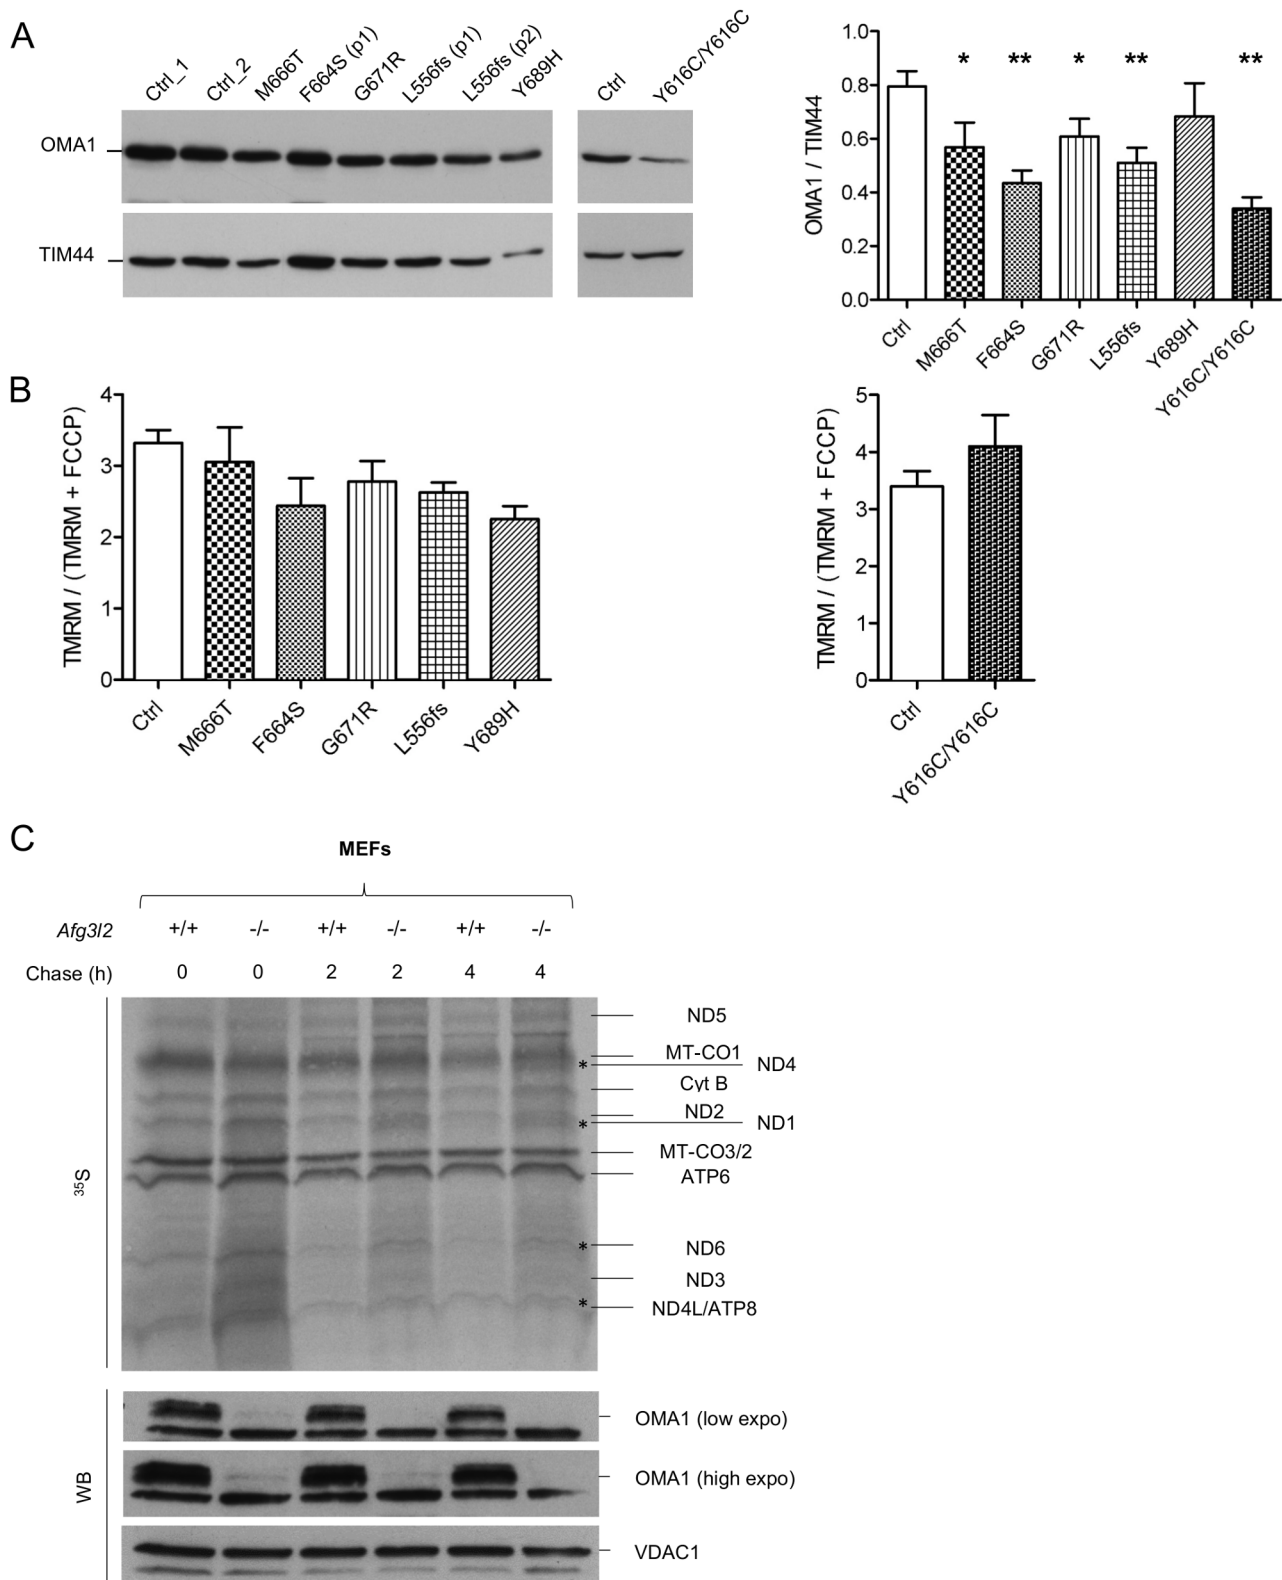 A
Ctrl_1
Ctrl_2
M666T
F664S (p1)
G671R
L556fs (p1)
L556fs (p2)
Y689H
Ctrl
Y616C/Y616C
OMA1
TIM44
OMA1 / TIM44
1.0
0.8
0.6
0.4
0.2
0.0
* ** * ** **
Ctrl
M666T
F664S
G671R
L556fs
Y689H
Y616C/Y616C
B
TMRM / (TMRM + FCCP)
4
3
2
1
0
Ctrl
M666T
F664S
G671R
L556fs
Y689H
TMRM / (TMRM + FCCP)
5
4
3
2
1
0
Ctrl
Y616C/Y616C
C
MEFs
Afg3l2 +/+ -/- +/+ -/- +/+ -/-
Chase (h) 0 0 2 2 4 4
35S
ND5
MT-CO1
* ND4
Cyt B
ND2
* ND1
MT-CO3/2
ATP6
* ND6
ND3
* ND4L/ATP8
WB
OMA1 (low expo)
OMA1 (high expo)
VDAC1